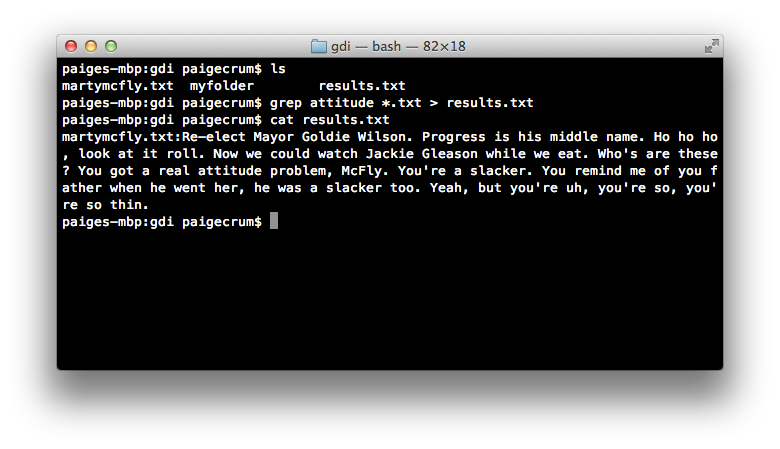 gdi — bash — 82×18
paiges-mbp:gdi paigecrum$ ls
martymcfly.txt  myfolder        results.txt
paiges-mbp:gdi paigecrum$ grep attitude *.txt > results.txt
paiges-mbp:gdi paigecrum$ cat results.txt
martymcfly.txt:Re—elect Mayor Goldie Wilson. Progress is his middle name. Ho ho ho
, look at it roll. Now we could watch Jackie Gleason while we eat. Who's are these
? You got a real attitude problem, McFly. You're a slacker. You remind me of you f
ather when he went her, he was a slacker too. Yeah, but you're uh, you're so, you'
re so thin.
paiges-mbp:gdi paigecrum$